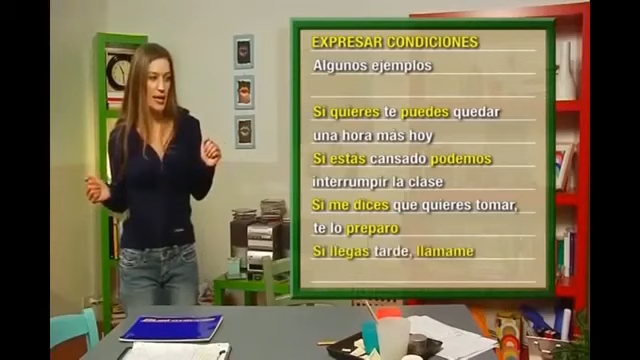 EXPRESAR CONDICIONES
Algunos ejemplos
Si quieres te puedes quedar
una hora más hoy
Si estás cansado podemos
interrumpir la clase
Si me dices que quieres tomar,
te lo preparo
Si llegas tarde, llámame